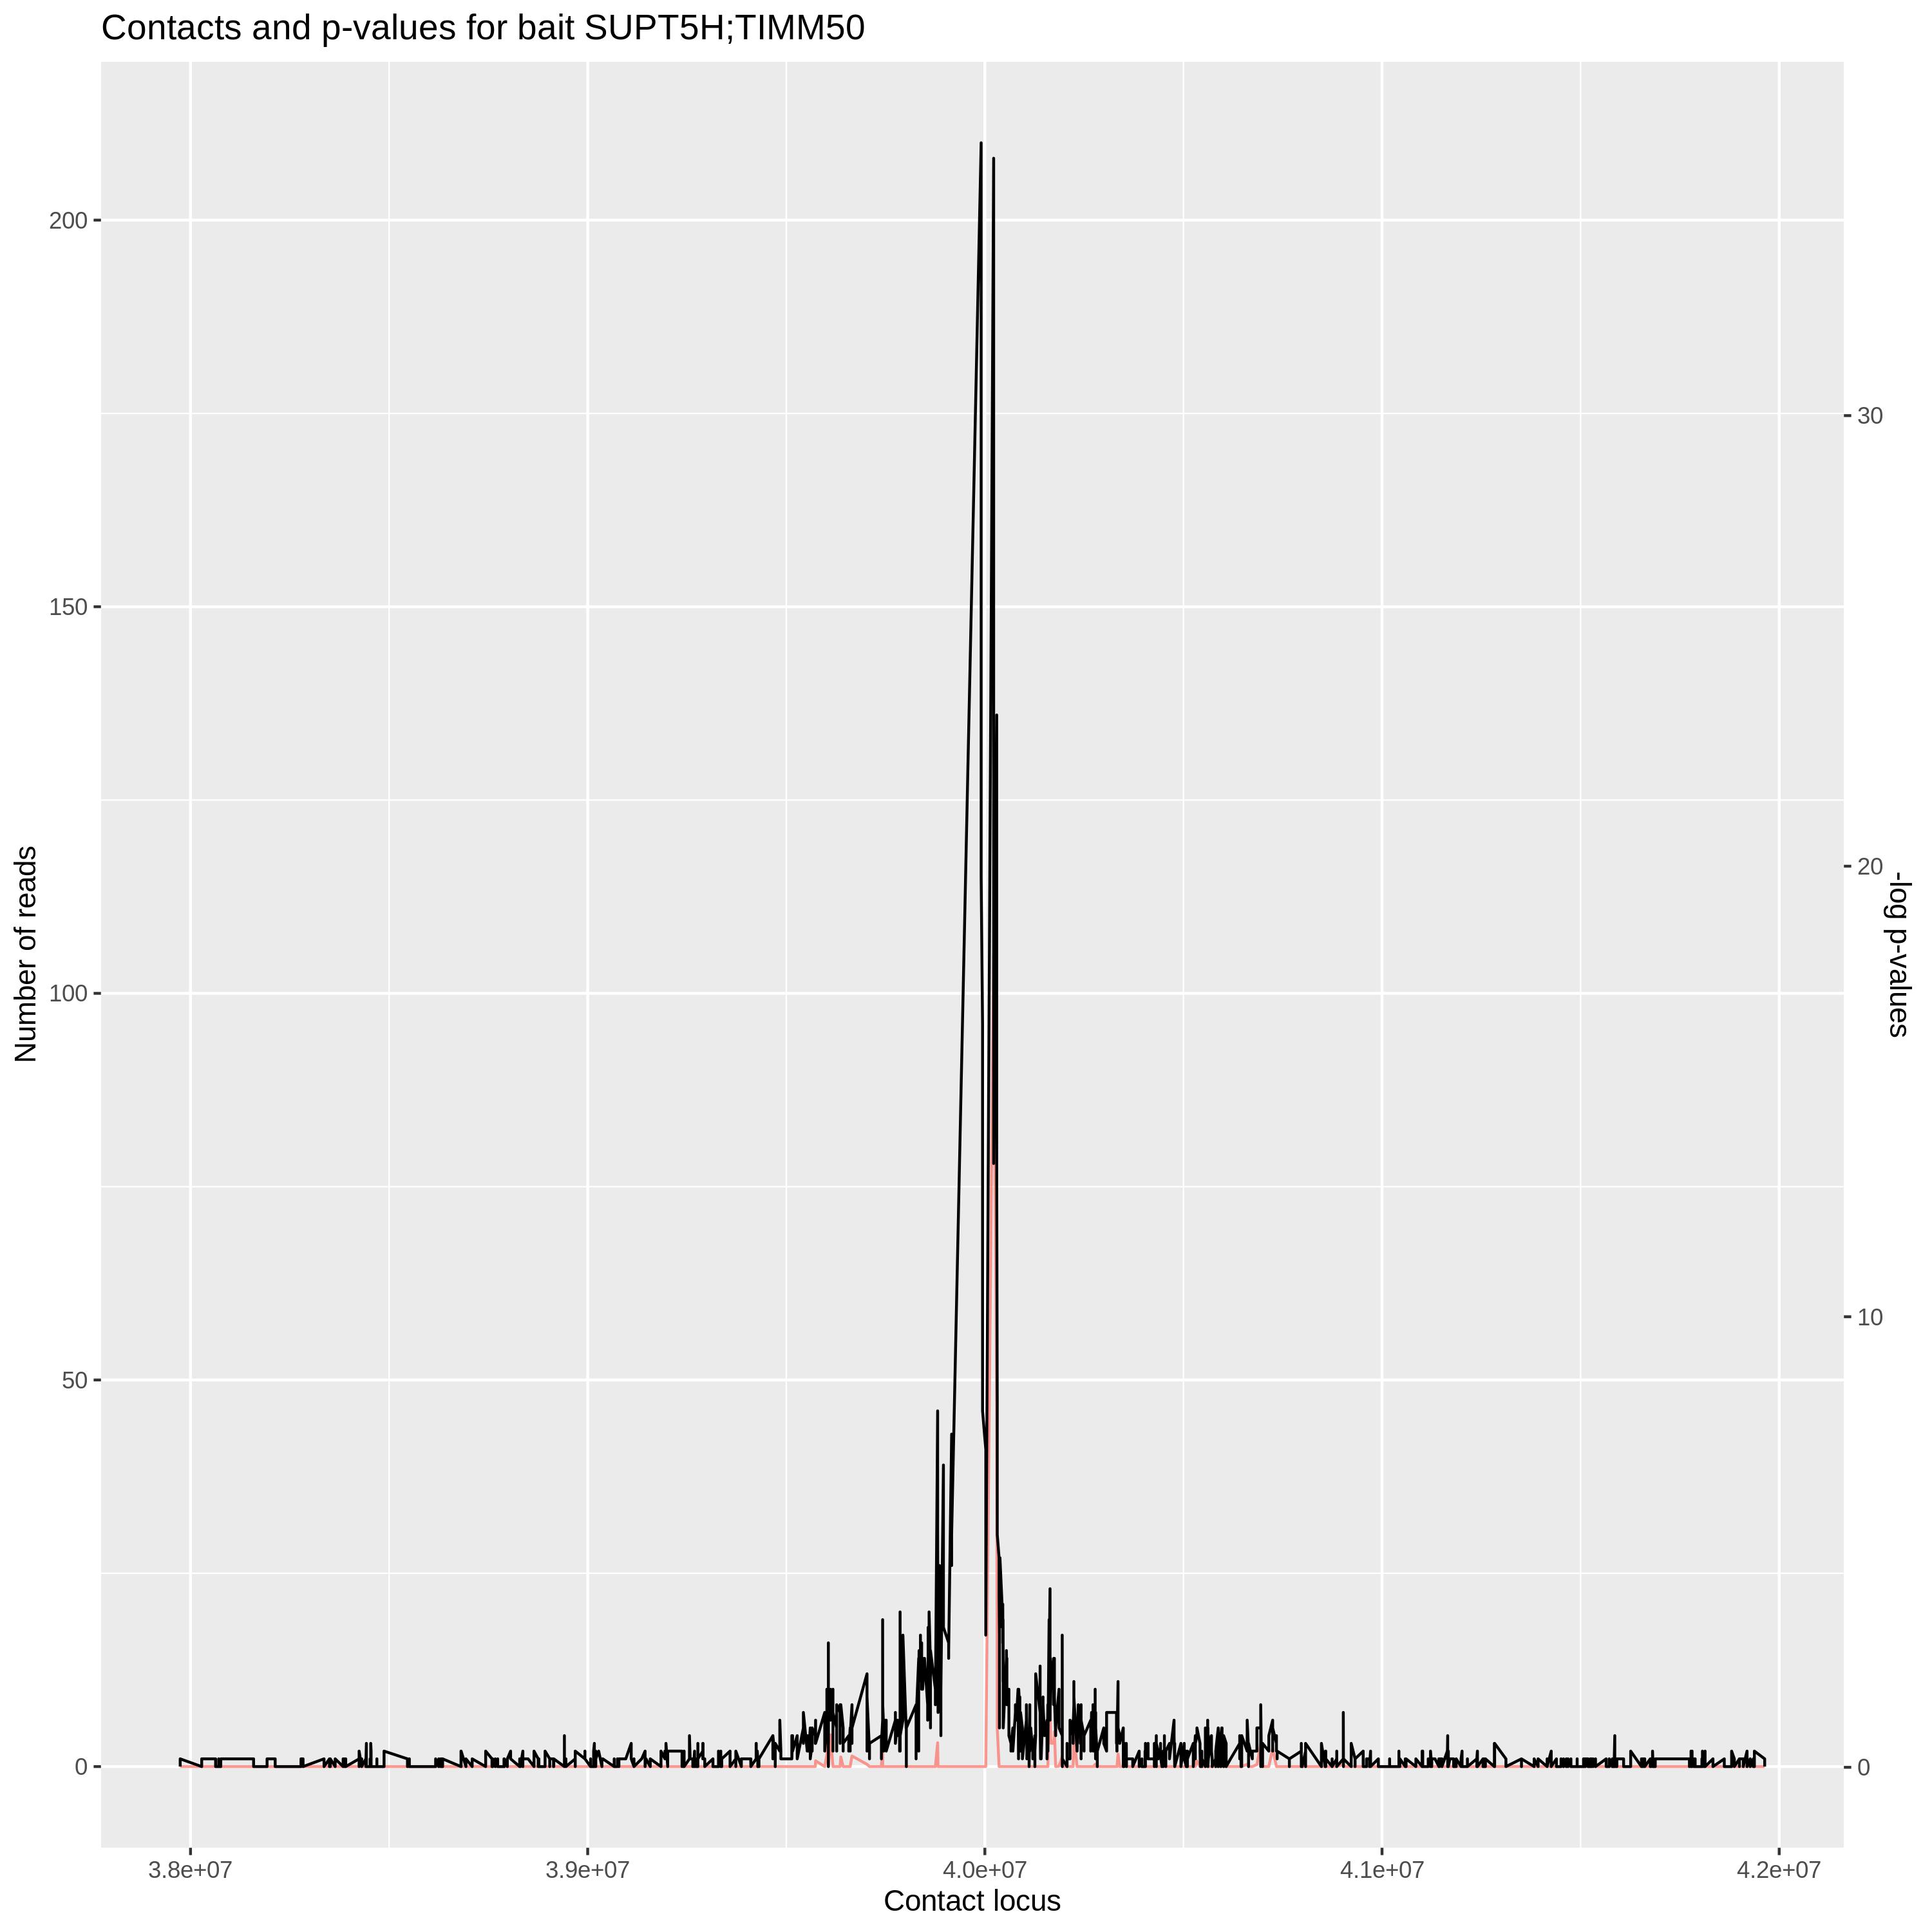 Contacts and p-values for bait SUPT5H;TIMM50
200
150
100
50
0
Number of reads
30
20
10
0
-log p-values
3.8e+07
3.9e+07
4.0e+07
4.1e+07
4.2e+07
Contact locus